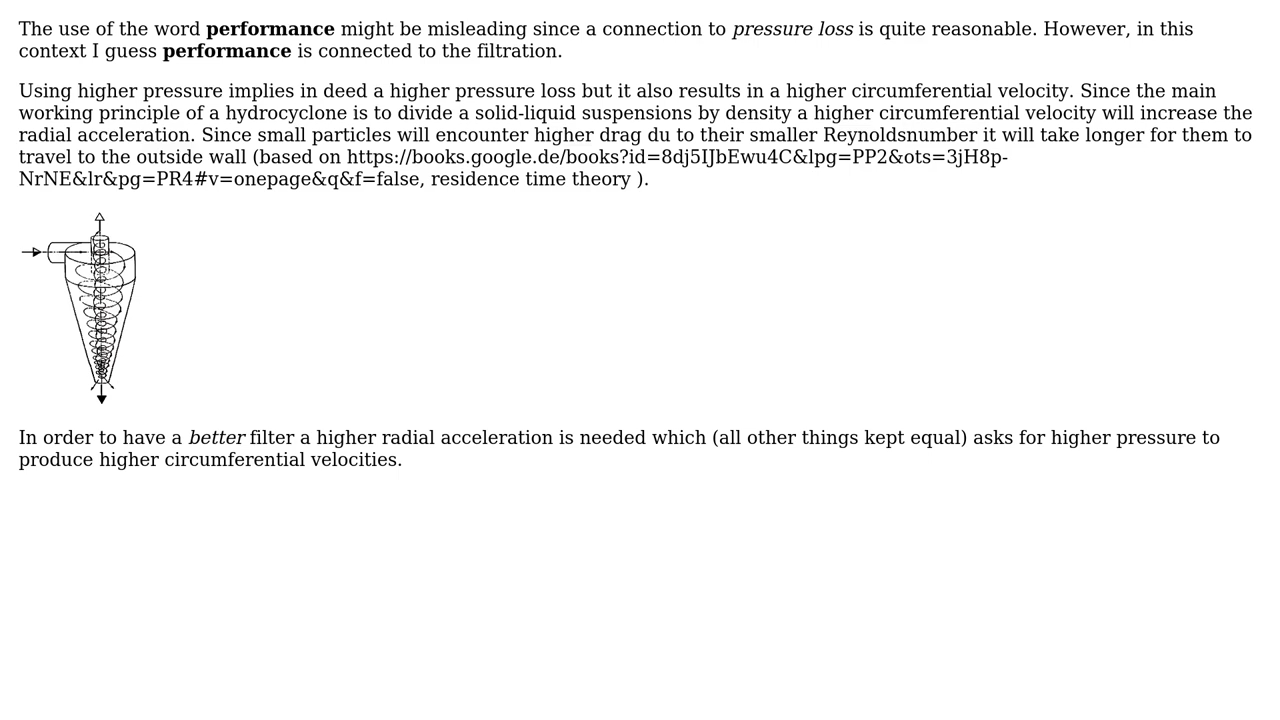 The use of the word performance might be misleading since a connection to pressure loss is quite reasonable. However, in this
context I guess performance is connected to the filtration.
Using higher pressure implies in deed a higher pressure loss but it also results in a higher circumferential velocity. Since the main
working principle of a hydrocyclone is to divide a solid-liquid suspensions by density a higher circumferential velocity will increase the
radial acceleration. Since small particles will encounter higher drag du to their smaller Reynoldsnumber it will take longer for them to
travel to the outside wall (based on https://books.google.de/books?id=8dj5IJbEwu4C&lpg=PP2&ots=3jH8p-
NrNE&lr&pg=PR4#v=onepage&q&f=false, residence time theory ).
In order to have a better filter a higher radial acceleration is needed which (all other things kept equal) asks for higher pressure to
produce higher circumferential velocities.